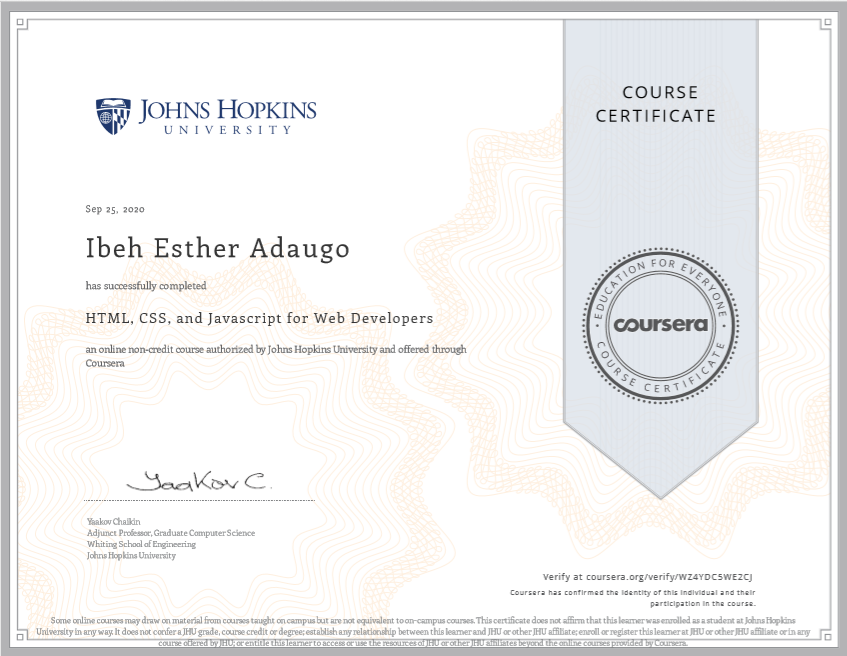 JOHNS HOPKINS
UNIVERSITY
COURSE
CERTIFICATE
Sep 25, 2020
Ibeh Esther Adaugo
has successfully completed
HTML, CSS, and Javascript for Web Developers
an online non-credit course authorized by Johns Hopkins University and offered through
Coursera
EDUCATION FOR EVERYONE
coursera
COURSE CERTIFICATE
Yaakov C.
Yaakov Chaikin
Adjunct Professor, Graduate Computer Science
Whiting School of Engineering
Johns Hopkins University
Verify at coursera.org/verify/WZ4YDC5WE2CJ
Coursera has confirmed the identity of this individual and their
participation in the course.
Some online courses may draw on material from courses taught on campus but are not equivalent to on-campus courses. This certificate does not affirm that this learner was enrolled as a student at Johns Hopkins
University in any way. It does not confer a JHU grade, course credit or degree; establish any relationship between this learner and JHU or other JHU affiliate; enroll or register this learner at JHU or other JHU affiliate or in any
course offered by JHU; or entitle this learner to access or use the resources of JHU or other JHU affiliates beyond the online courses provided by Coursera.